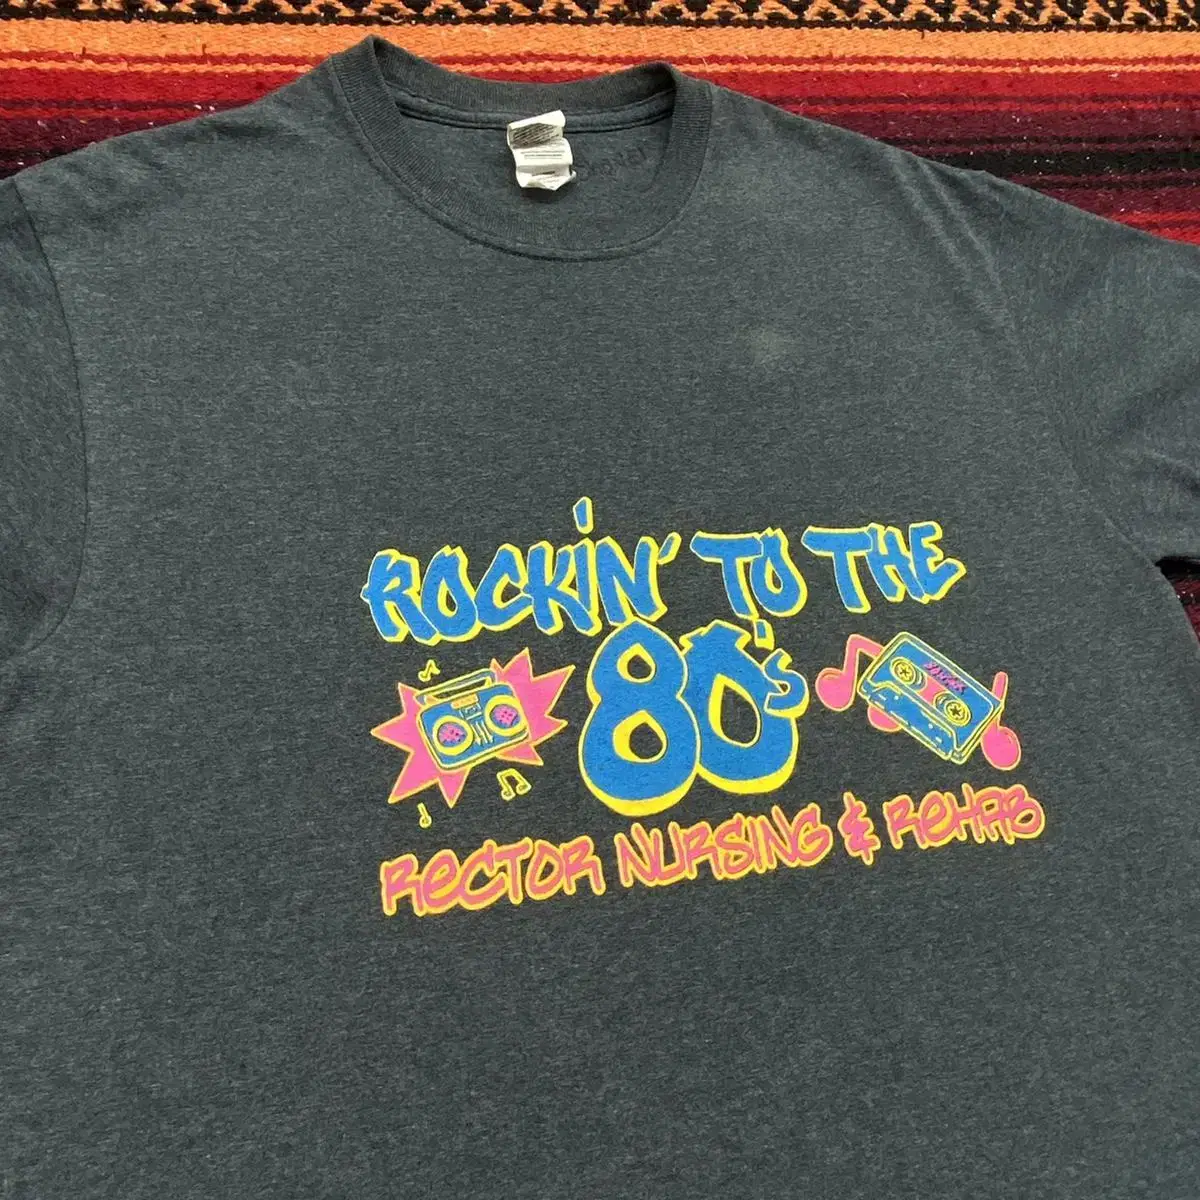 ROCKIN' TO THE
80's
RECTOR NURSING & REHAB